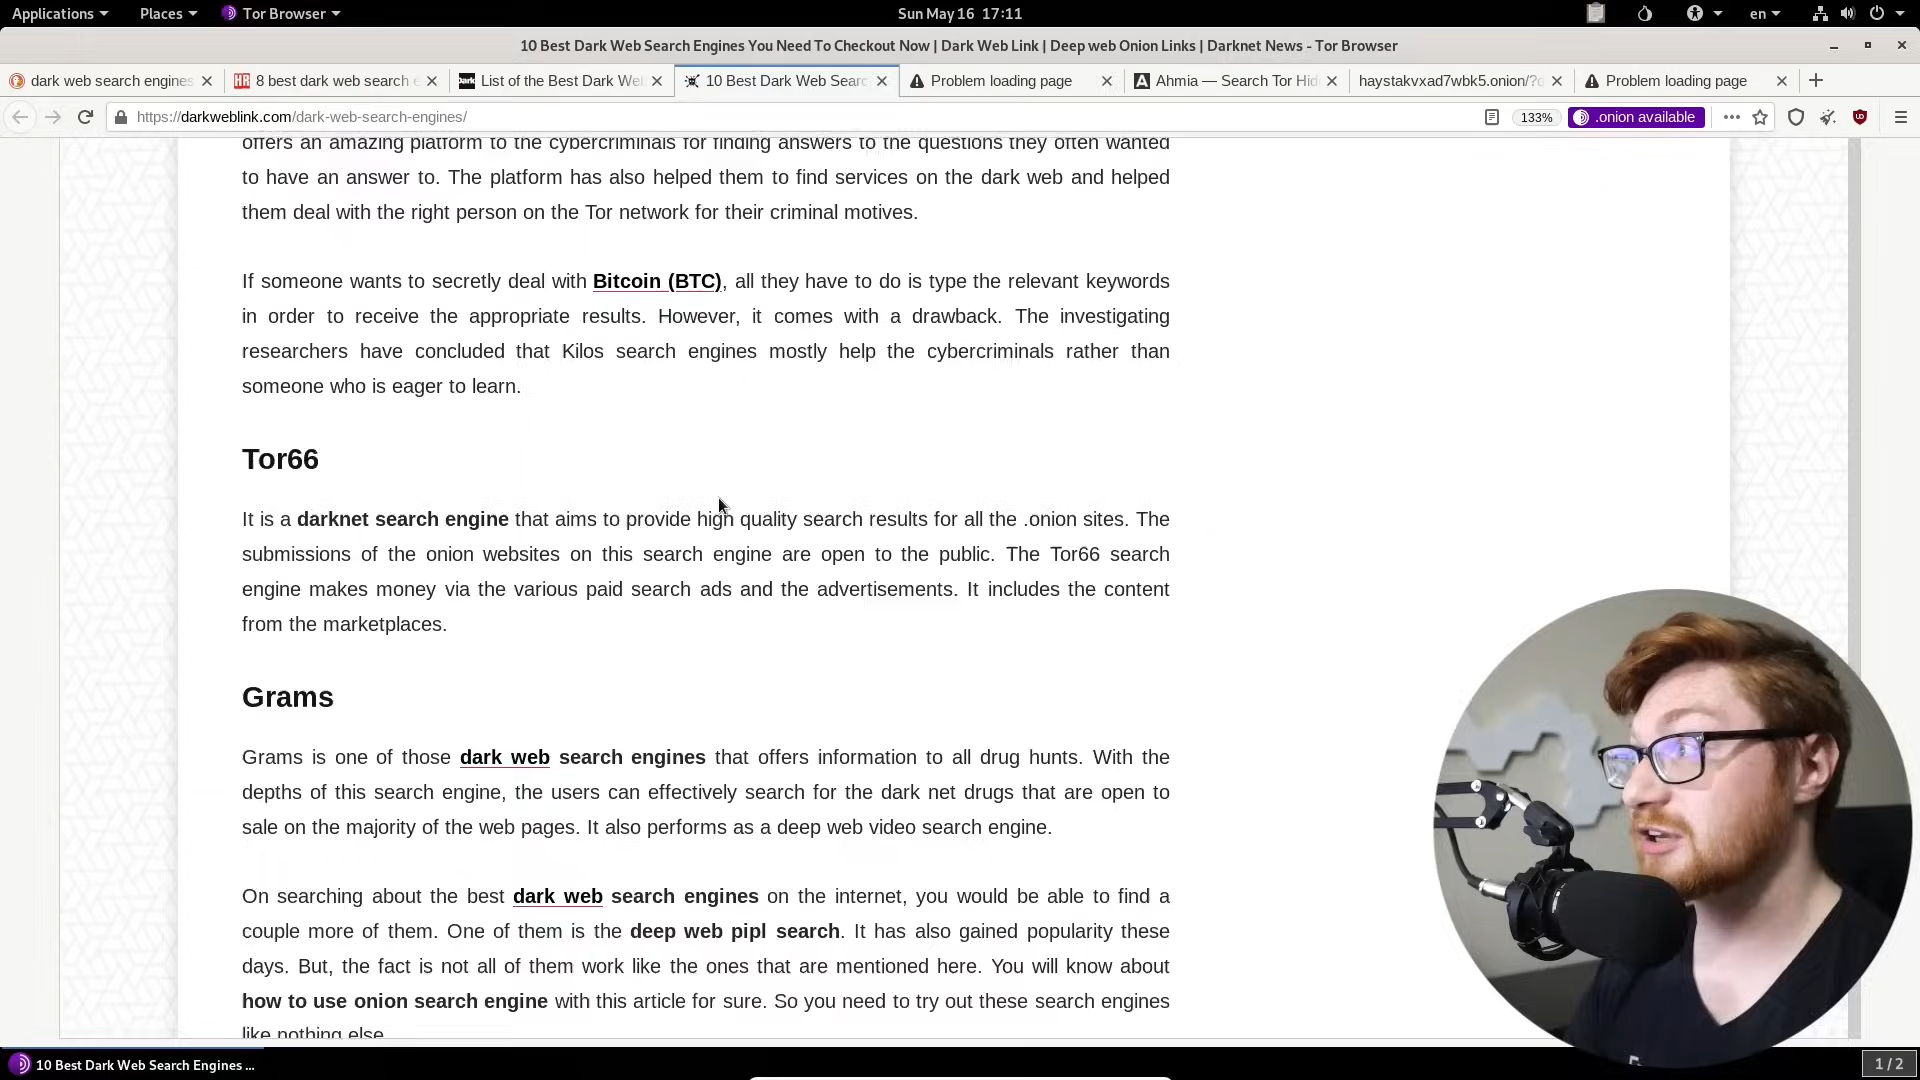 Applications Places Tor Browser Sun May 16 17:11 en
10 Best Dark Web Search Engines You Need To Checkout Now | Dark Web Link | Deep web Onion Links | Darknet News - Tor Browser
dark web search engines 8 best dark web search e List of the Best Dark We 10 Best Dark Web Searc Problem loading page Ahmia — Search Tor Hid haystakvxad7wbk5.onion/?q Problem loading page
https://darkweblink.com/dark-web-search-engines/ 133% .onion available
offers an amazing platform to the cybercriminals for finding answers to the questions they often wanted
to have an answer to. The platform has also helped them to find services on the dark web and helped
them deal with the right person on the Tor network for their criminal motives.
If someone wants to secretly deal with Bitcoin (BTC), all they have to do is type the relevant keywords
in order to receive the appropriate results. However, it comes with a drawback. The investigating
researchers have concluded that Kilos search engines mostly help the cybercriminals rather than
someone who is eager to learn.
Tor66
It is a darknet search engine that aims to provide high quality search results for all the .onion sites. The
submissions of the onion websites on this search engine are open to the public. The Tor66 search
engine makes money via the various paid search ads and the advertisements. It includes the content
from the marketplaces.
Grams
Grams is one of those dark web search engines that offers information to all drug hunts. With the
depths of this search engine, the users can effectively search for the dark net drugs that are open to
sale on the majority of the web pages. It also performs as a deep web video search engine.
On searching about the best dark web search engines on the internet, you would be able to find a
couple more of them. One of them is the deep web pipl search. It has also gained popularity these
days. But, the fact is not all of them work like the ones that are mentioned here. You will know about
how to use onion search engine with this article for sure. So you need to try out these search engines
like nothing else.
10 Best Dark Web Search Engines ... 1 / 2